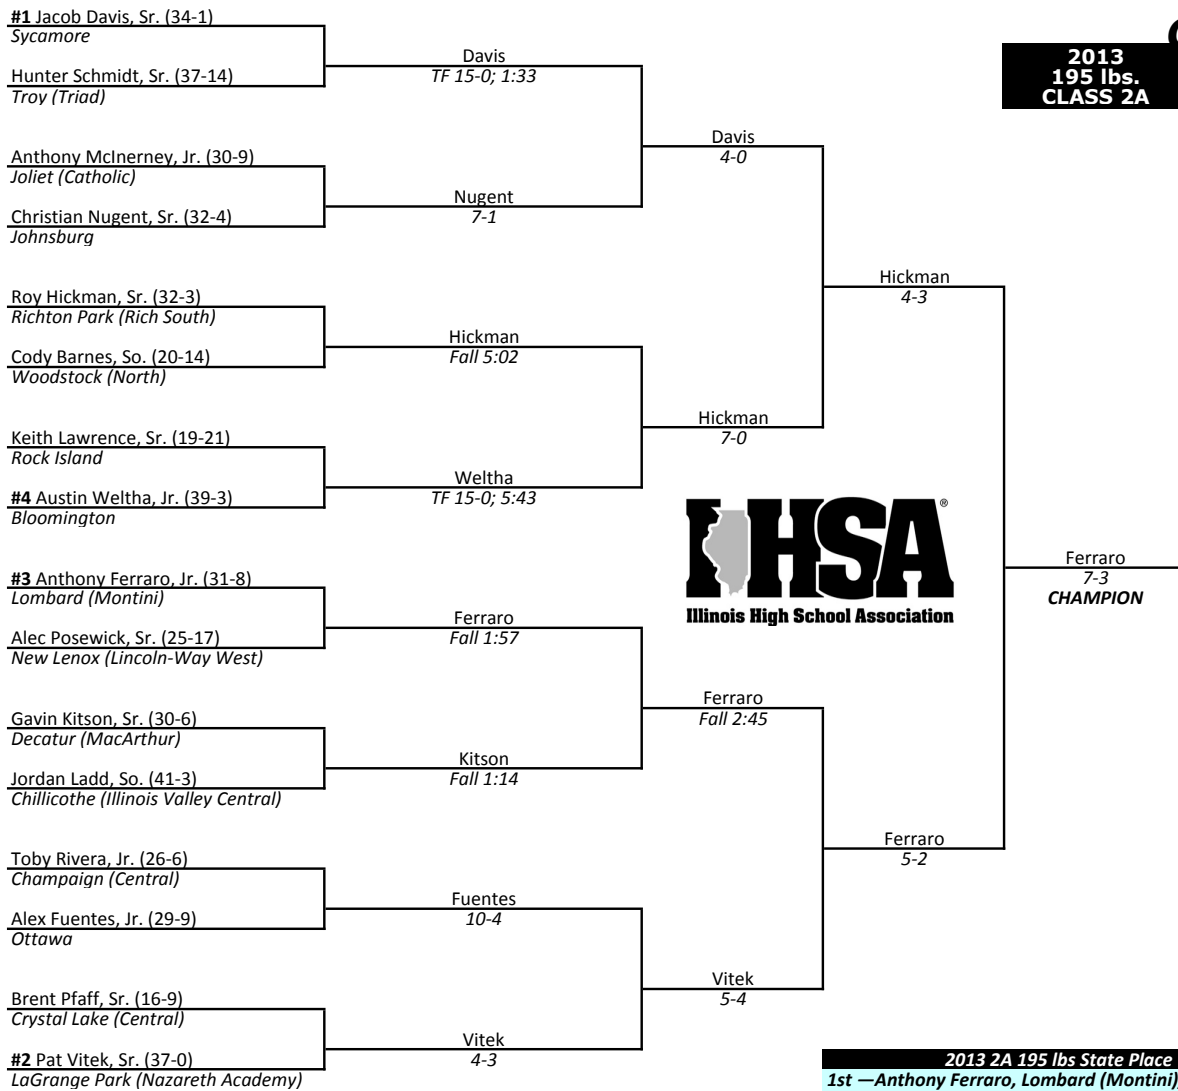 #1 Jacob Davis, Sr. (34-1)
Sycamore
Hunter Schmidt, Sr. (37-14)
Troy (Triad)
Anthony McInerney, Jr. (30-9)
Joliet (Catholic)
Christian Nugent, Sr. (32-4)
Johnsburg
Roy Hickman, Sr. (32-3)
Richton Park (Rich South)
Cody Barnes, So. (20-14)
Woodstock (North)
Keith Lawrence, Sr. (19-21)
Rock Island
#4 Austin Weltha, Jr. (39-3)
Bloomington
#3 Anthony Ferraro, Jr. (31-8)
Lombard (Montini)
Alec Posewick, Sr. (25-17)
New Lenox (Lincoln-Way West)
Gavin Kitson, Sr. (30-6)
Decatur (MacArthur)
Jordan Ladd, So. (41-3)
Chillicothe (Illinois Valley Central)
Toby Rivera, Jr. (26-6)
Champaign (Central)
Alex Fuentes, Jr. (29-9)
Ottawa
Brent Pfaff, Sr. (16-9)
Crystal Lake (Central)
#2 Pat Vitek, Sr. (37-0)
LaGrange Park (Nazareth Academy)
Davis
TF 15-0; 1:33
Nugent
7-1
Hickman
Fall 5:02
Weltha
TF 15-0; 5:43
Ferraro
Fall 1:57
Kitson
Fall 1:14
Fuentes
10-4
Vitek
4-3
Davis
4-0
Hickman
7-0
Ferraro
Fall 2:45
Vitek
5-4
Hickman
4-3
Ferraro
5-2
Ferraro
7-3
CHAMPION
2013
195 lbs.
CLASS 2A
IHSA®
Illinois High School Association
2013 2A 195 lbs State Place
1st —Anthony Ferraro, Lombard (Montini)